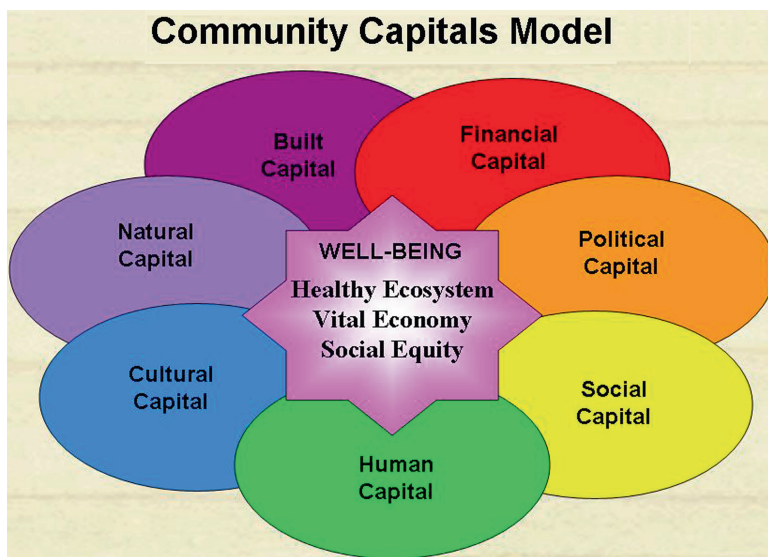 Community Capitals Model
Built
Capital
Financial
Capital
Natural
Capital
WELL-BEING
Healthy Ecosystem
Vital Economy
Social Equity
Political
Capital
Cultural
Capital
Social
Capital
Human
Capital